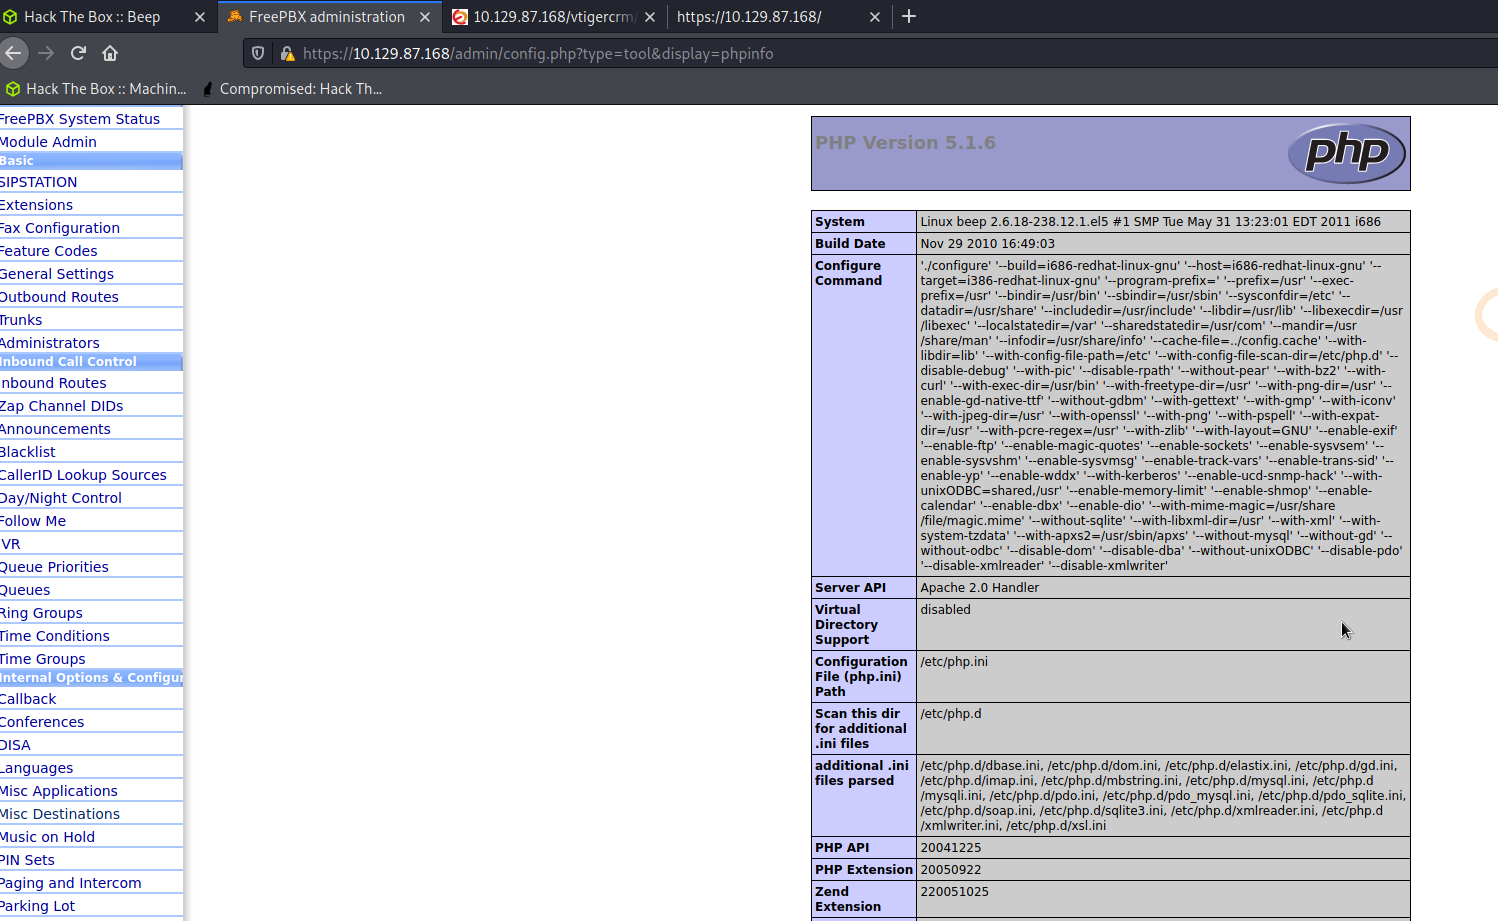 Hack The Box :: Beep
FreePBX administration
10.129.87.168/vtigercrm/
https://10.129.87.168/
https://10.129.87.168/admin/config.php?type=tool&display=phpinfo
Hack The Box :: Machin...
Compromised: Hack Th...
FreePBX System Status
Module Admin
Basic
SIPSTATION
Extensions
Fax Configuration
Feature Codes
General Settings
Outbound Routes
Trunks
Administrators
Inbound Call Control
Inbound Routes
Zap Channel DIDs
Announcements
Blacklist
CallerID Lookup Sources
Day/Night Control
Follow Me
IVR
Queue Priorities
Queues
Ring Groups
Time Conditions
Time Groups
Internal Options & Configur
Callback
Conferences
DISA
Languages
Misc Applications
Misc Destinations
Music on Hold
PIN Sets
Paging and Intercom
Parking Lot
PHP Version 5.1.6
php
System
Linux beep 2.6.18-238.12.1.el5 #1 SMP Tue May 31 13:23:01 EDT 2011 i686
Build Date
Nov 29 2010 16:49:03
Configure
Command
'./configure' '--build=i686-redhat-linux-gnu' '--host=i686-redhat-linux-gnu' '--
target=i386-redhat-linux-gnu' '--program-prefix=' '--prefix=/usr' '--exec-
prefix=/usr' '--bindir=/usr/bin' '--sbindir=/usr/sbin' '--sysconfdir=/etc' '--
datadir=/usr/share' '--includedir=/usr/include' '--libdir=/usr/lib' '--libexecdir=/usr
/libexec' '--localstatedir=/var' '--sharedstatedir=/usr/com' '--mandir=/usr
/share/man' '--infodir=/usr/share/info' '--cache-file=../config.cache' '--with-
libdir=lib' '--with-config-file-path=/etc' '--with-config-file-scan-dir=/etc/php.d' '--
disable-debug' '--with-pic' '--disable-rpath' '--without-pear' '--with-bz2' '--with-
curl' '--with-exec-dir=/usr/bin' '--with-freetype-dir=/usr' '--with-png-dir=/usr' '--
enable-gd-native-ttf' '--without-gdbm' '--with-gettext' '--with-gmp' '--with-iconv'
'--with-jpeg-dir=/usr' '--with-openssl' '--with-png' '--with-pspell' '--with-expat-
dir=/usr' '--with-pcre-regex=/usr' '--with-zlib' '--with-layout=GNU' '--enable-exif'
'--enable-ftp' '--enable-magic-quotes' '--enable-sockets' '--enable-sysvsem' '--
enable-sysvshm' '--enable-sysvmsg' '--enable-track-vars' '--enable-trans-sid' '--
enable-yp' '--enable-wddx' '--with-kerberos' '--enable-ucd-snmp-hack' '--with-
unixODBC=shared,/usr' '--enable-memory-limit' '--enable-shmop' '--enable-
calendar' '--enable-dbx' '--enable-dio' '--with-mime-magic=/usr/share
/file/magic.mime' '--without-sqlite' '--with-libxml-dir=/usr' '--with-xml' '--with-
system-tzdata' '--with-apxs2=/usr/sbin/apxs' '--without-mysql' '--without-gd' '--
without-odbc' '--disable-dom' '--disable-dba' '--without-unixODBC' '--disable-pdo'
'--disable-xmlreader' '--disable-xmlwriter'
Server API
Apache 2.0 Handler
Virtual
Directory
Support
disabled
Configuration
File (php.ini)
Path
/etc/php.ini
Scan this dir
for additional
.ini files
/etc/php.d
additional .ini
files parsed
/etc/php.d/dbase.ini, /etc/php.d/dom.ini, /etc/php.d/elastix.ini, /etc/php.d/gd.ini,
/etc/php.d/imap.ini, /etc/php.d/mbstring.ini, /etc/php.d/mysql.ini, /etc/php.d
/mysqli.ini, /etc/php.d/pdo.ini, /etc/php.d/pdo_mysql.ini, /etc/php.d/pdo_sqlite.ini,
/etc/php.d/soap.ini, /etc/php.d/sqlite3.ini, /etc/php.d/xmlreader.ini, /etc/php.d
/xmlwriter.ini, /etc/php.d/xsl.ini
PHP API
20041225
PHP Extension
20050922
Zend
Extension
220051025